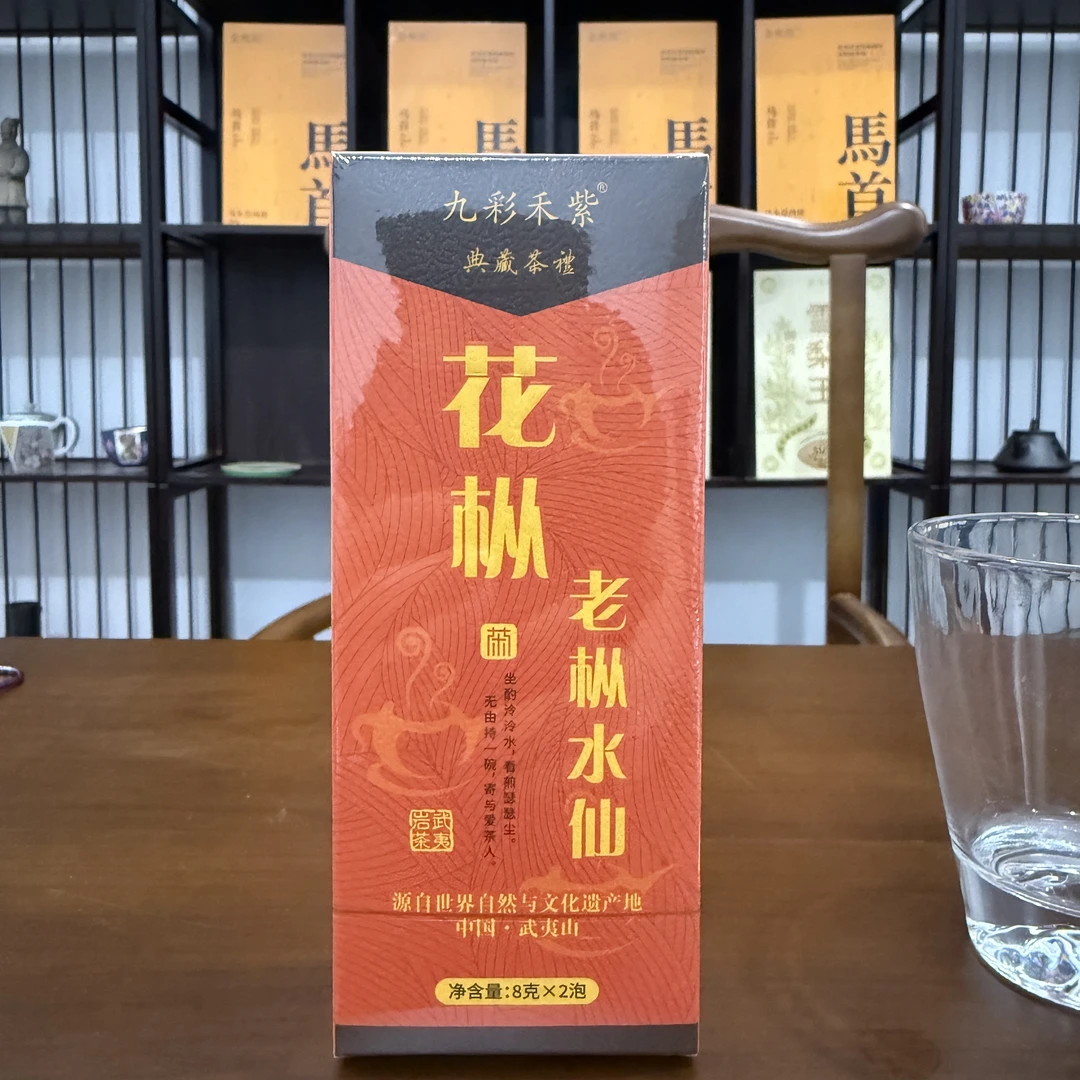 馬首
馬首
馬首
馬首
九彩禾紫®
典藏茶禮
花枞
老枞水仙
茶
坐酌泠泠水,看煎瑟瑟尘。
无由持一碗,寄与爱茶人。
武夷岩茶
源自世界自然与文化遗产地
中国·武夷山
净含量:8克×2泡